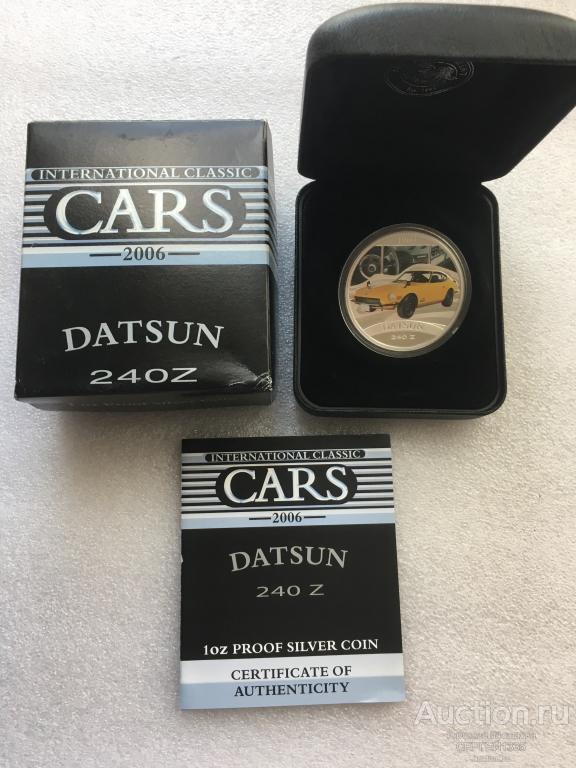 INTERNATIONAL CLASSIC
CARS
2006
DATSUN
240Z
DATSUN
240 Z
INTERNATIONAL CLASSIC
CARS
2006
DATSUN
240 Z
1oz PROOF SILVER COIN
CERTIFICATE OF
AUTHENTICITY
Auction.ru